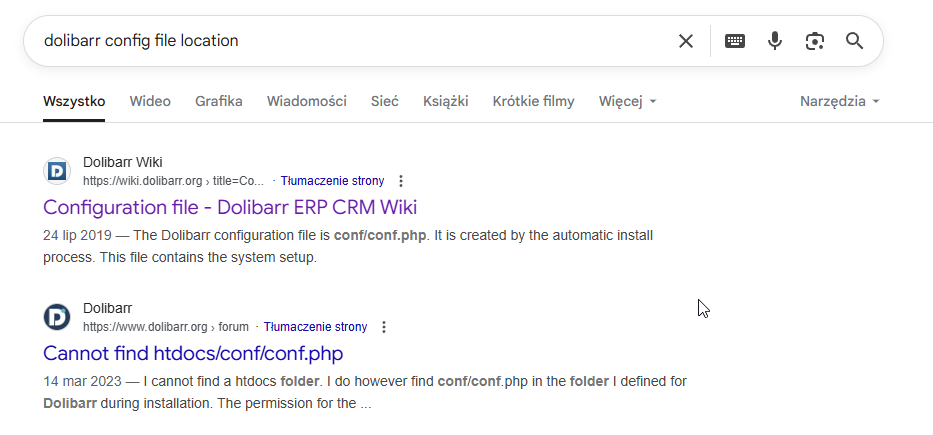 dolibarr config file location
Wszystko Wideo Grafika Wiadomości Sieć Książki Krótkie filmy Więcej Narzędzia
Dolibarr Wiki
https://wiki.dolibarr.org › title=Co... · Tłumaczenie strony
Configuration file - Dolibarr ERP CRM Wiki
24 lip 2019 — The Dolibarr configuration file is conf/conf.php. It is created by the automatic install
process. This file contains the system setup.
Dolibarr
https://www.dolibarr.org › forum · Tłumaczenie strony
Cannot find htdocs/conf/conf.php
14 mar 2023 — I cannot find a htdocs folder. I do however find conf/conf.php in the folder I defined for
Dolibarr during installation. The permission for the ...